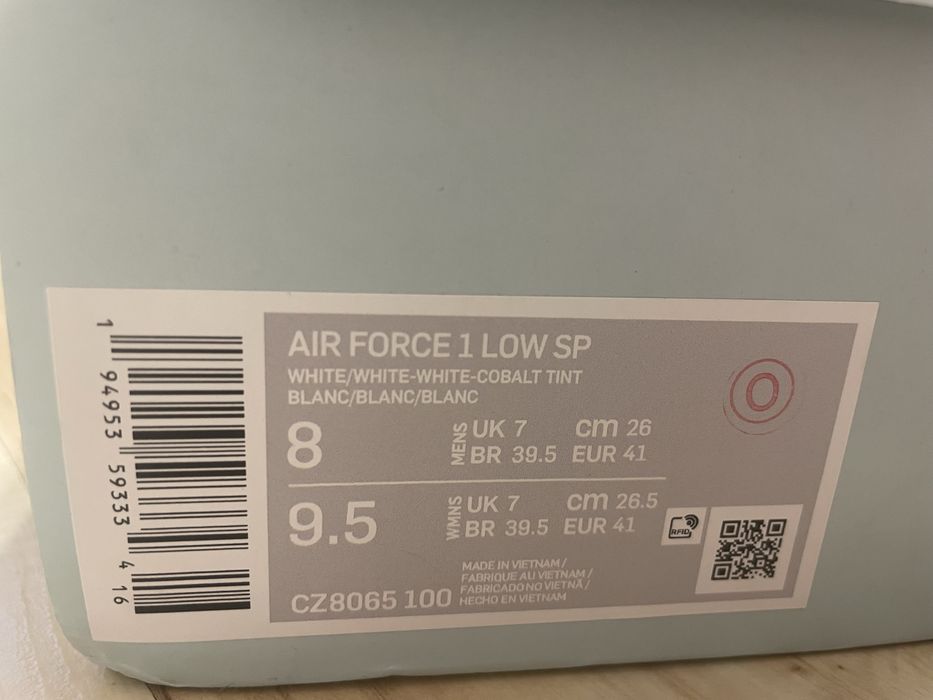 AIR FORCE 1 LOW SP
WHITE/WHITE-WHITE-COBALT TINT
BLANC/BLANC/BLANC
8 MENS UK 7 cm 26
BR 39.5 EUR 41
9.5 WMNS UK 7 cm 26.5
BR 39.5 EUR 41
RFID
MADE IN VIETNAM /
FABRIQUE AU VIETNAM /
FABRICADO NO VIETNÃ /
HECHO EN VIETNAM
CZ8065 100
O
1 94953 59333 4 16